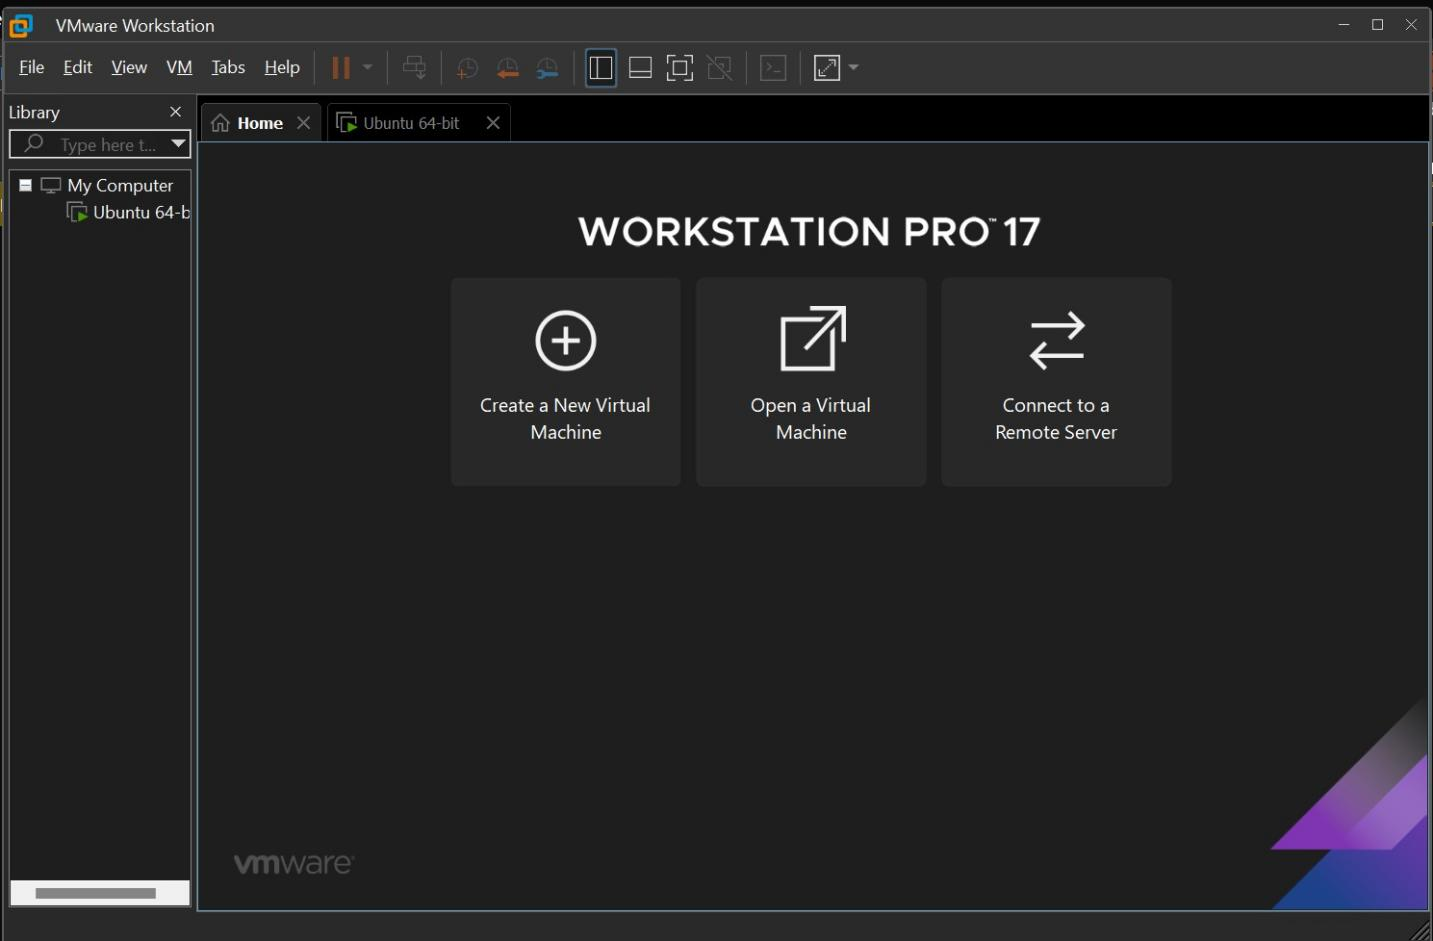 VMware Workstation
File Edit View VM Tabs Help
Library
Type here t...
My Computer
Ubuntu 64-b
Home
Ubuntu 64-bit
WORKSTATION PRO™ 17
Create a New Virtual
Machine
Open a Virtual
Machine
Connect to a
Remote Server
vmware®